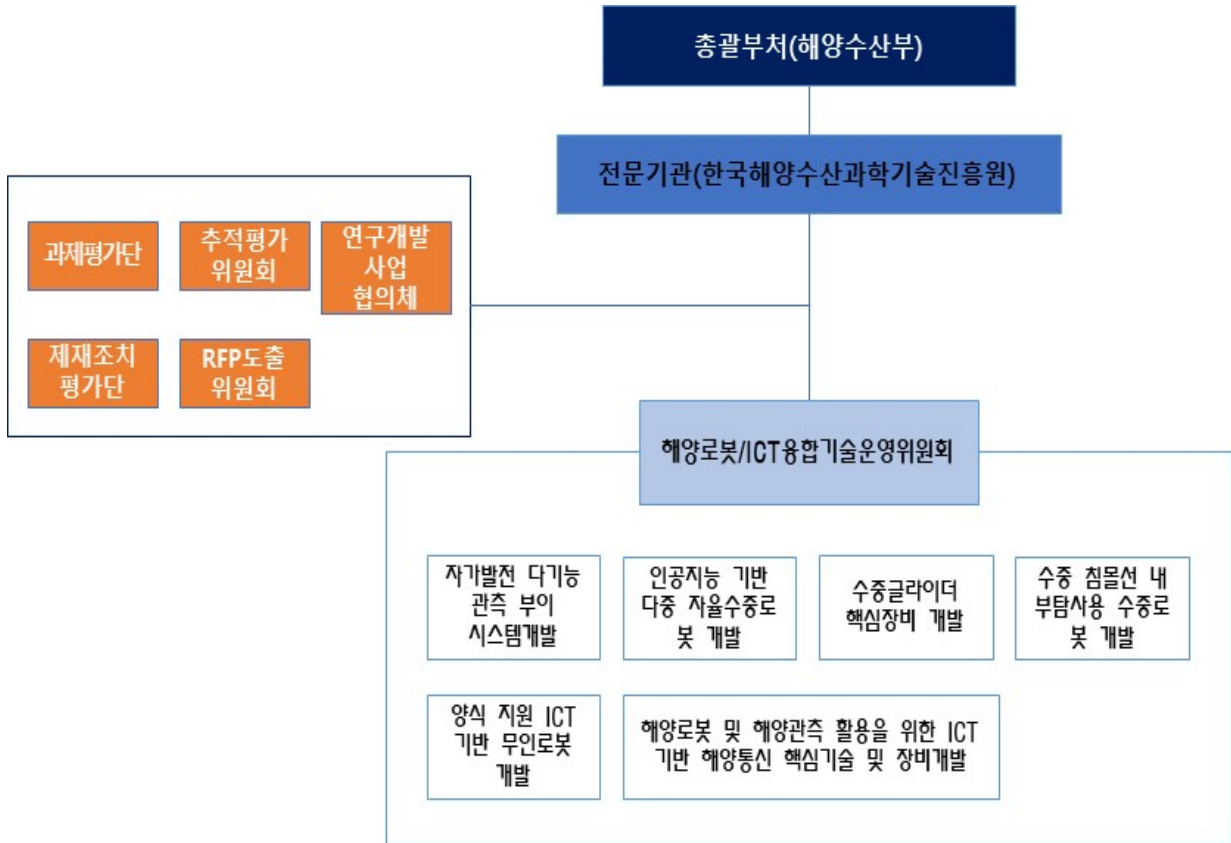 총괄부처(해양수산부)
전문기관(한국해양수산과학기술진흥원)
과제평가단
추적평가
위원회
연구개발
사업
협의체
제재조치
평가단
RFP도출
위원회
해양로봇/ICT융합기술운영위원회
자가발전 다기능
관측 부이
시스템개발
인공지능 기반
다중 자율수중로
봇 개발
수중글라이더
핵심장비 개발
수중 침몰선 내
부탐사용 수중로
봇 개발
양식 지원 ICT
기반 무인로봇
개발
해양로봇 및 해양관측 활용을 위한 ICT
기반 해양통신 핵심기술 및 장비개발